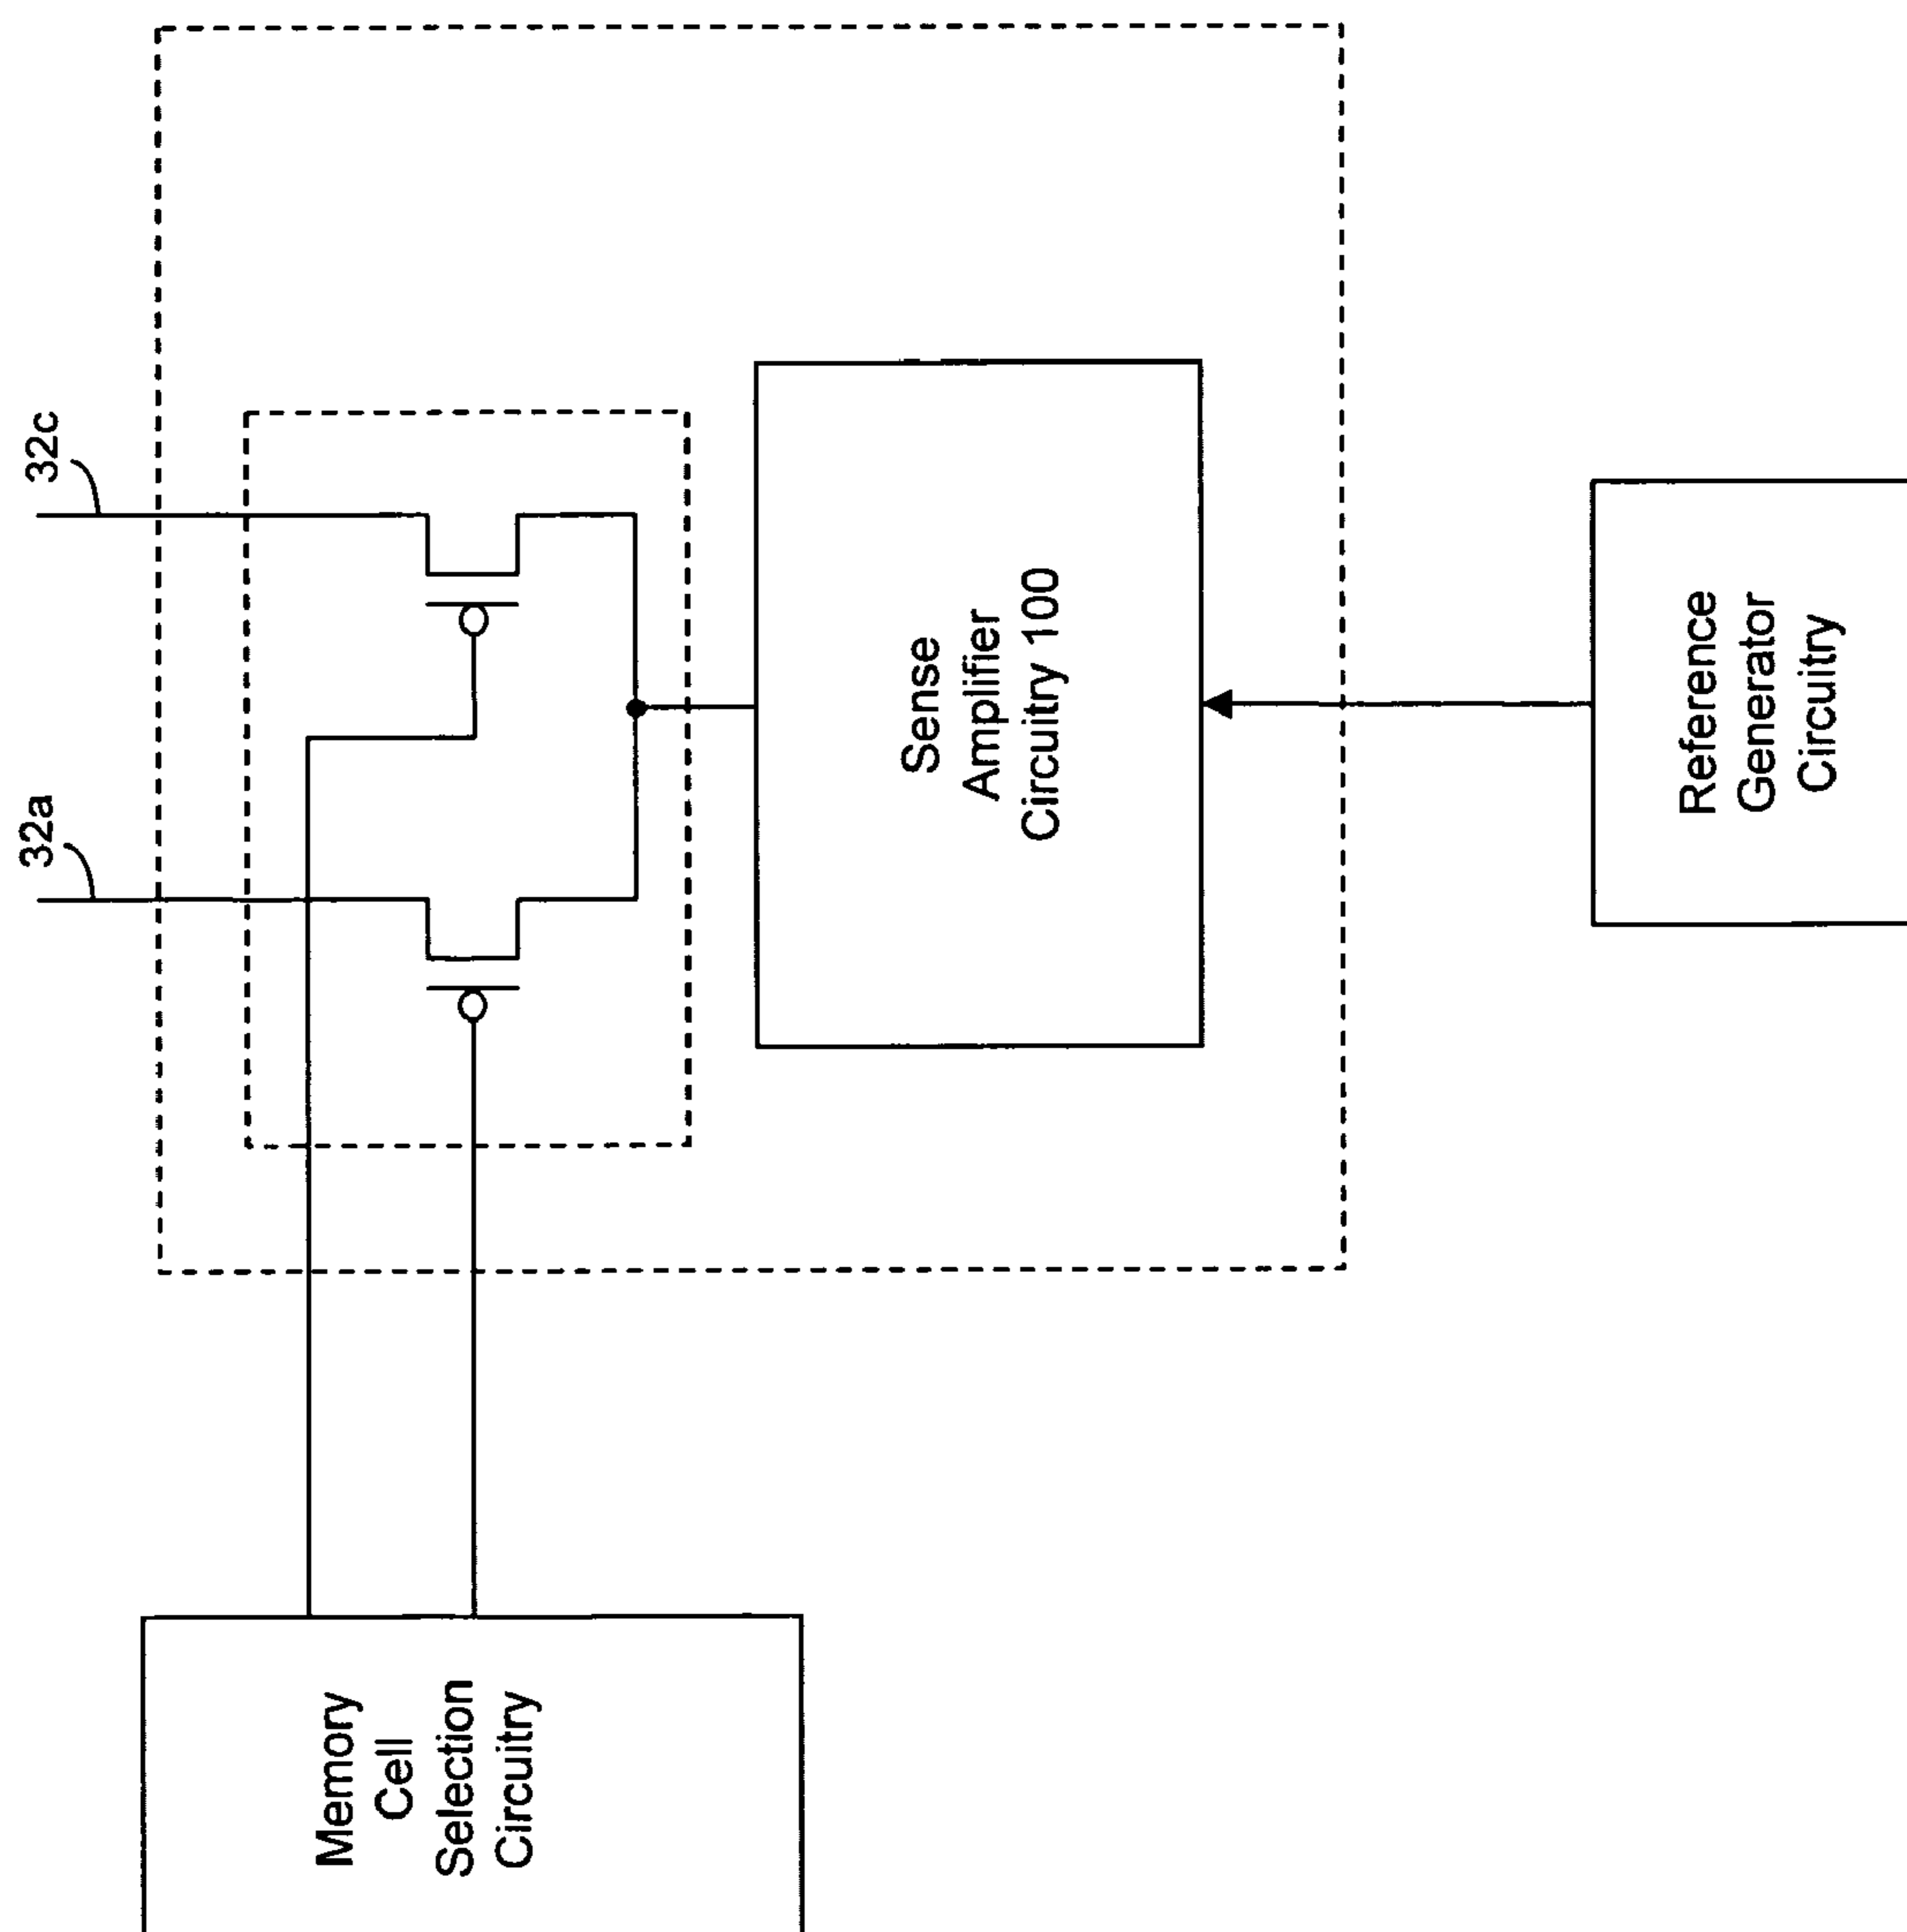 32a
32c
Memory
Cell
Selection
Circuitry
Sense
Amplifier
Circuitry 100
Reference
Generator
Circuitry